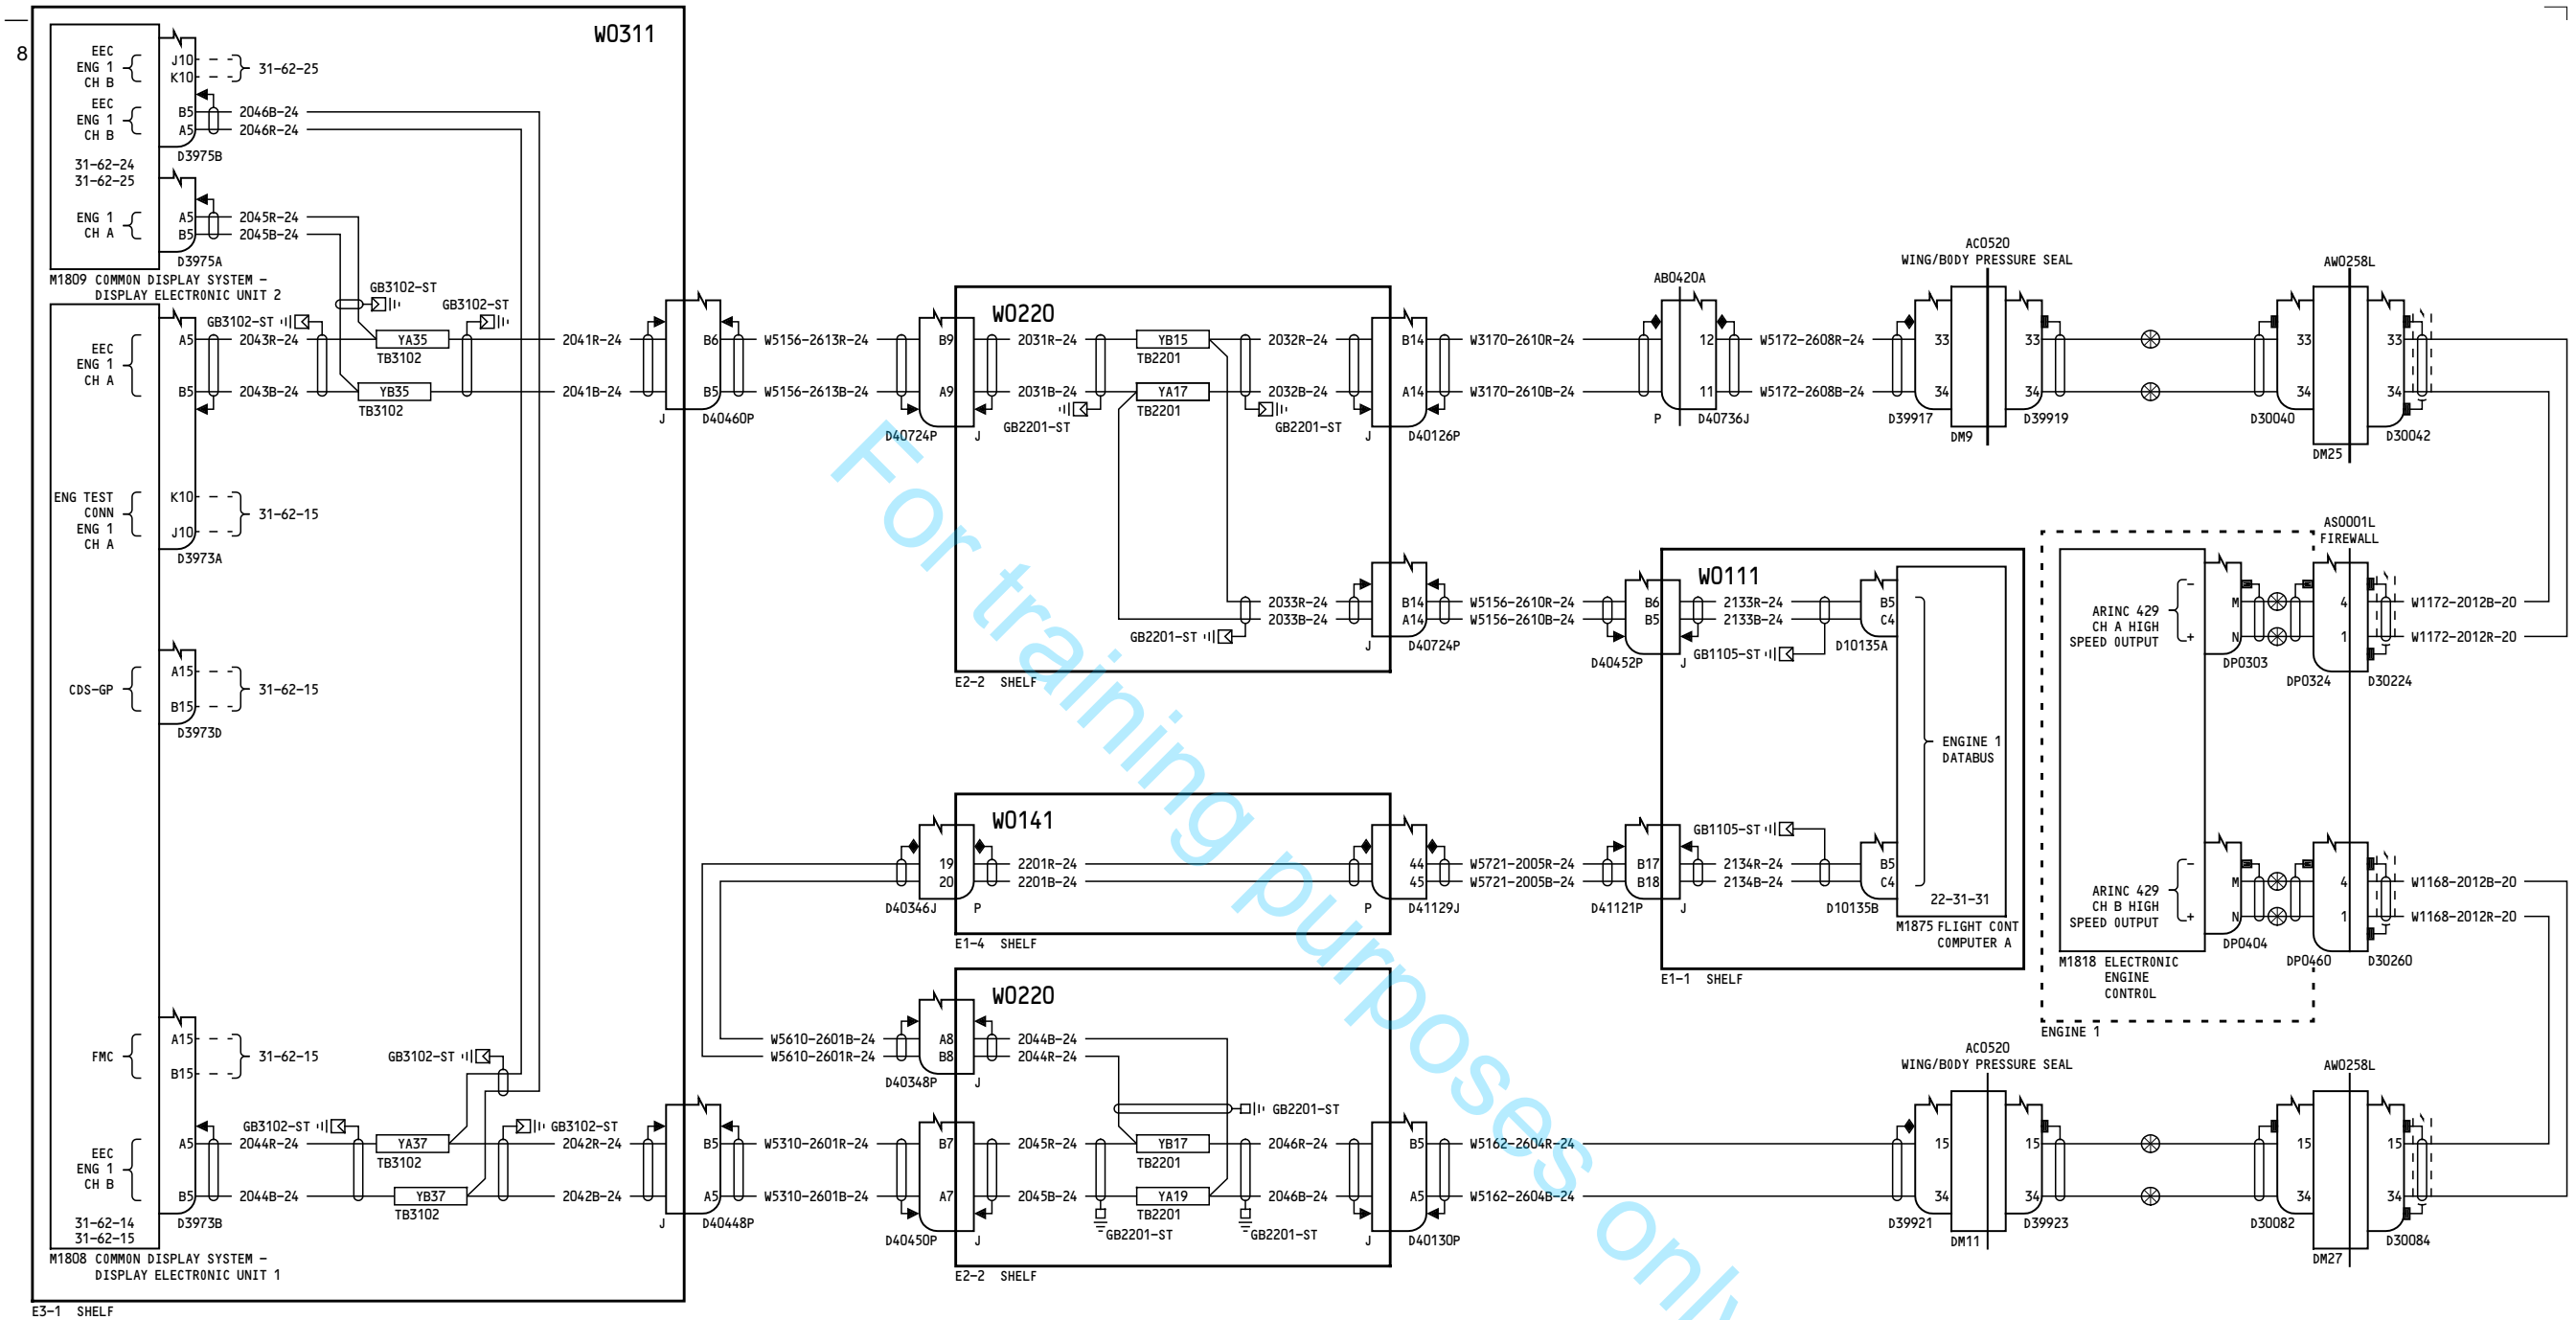 8
W0311
EEC
ENG 1
CH B
J10
K10
31-62-25
EEC
ENG 1
CH B
B5
A5
2046B-24
2046R-24
D3975B
31-62-24
31-62-25
ENG 1
CH A
A5
B5
2045R-24
2045B-24
D3975A
M1809 COMMON DISPLAY SYSTEM -
DISPLAY ELECTRONIC UNIT 2
GB3102-ST
GB3102-ST
GB3102-ST
EEC
ENG 1
CH A
A5
B5
2043R-24
2043B-24
YA35
TB3102
YB35
TB3102
2041R-24
2041B-24
B6
B5
J
D40460P
ENG TEST
CONN
ENG 1
CH A
K10
J10
31-62-15
D3973A
CDS-GP
A15
B15
31-62-15
D3973D
FMC
A15
B15
31-62-15
GB3102-ST
GB3102-ST
GB3102-ST
EEC
ENG 1
CH B
A5
B5
2044R-24
2044B-24
YA37
TB3102
YB37
TB3102
2042R-24
2042B-24
B5
A5
J
D40448P
D3973B
31-62-14
31-62-15
M1808 COMMON DISPLAY SYSTEM -
DISPLAY ELECTRONIC UNIT 1
E3-1 SHELF
W5156-2613R-24
W5156-2613B-24
B9
A9
D40724P
J
W0220
2031R-24
2031B-24
GB2201-ST
YB15
TB2201
YA17
TB2201
2032R-24
2032B-24
GB2201-ST
B14
A14
J
D40126P
2033R-24
2033B-24
GB2201-ST
B14
A14
J
D40724P
E2-2 SHELF
W3170-2610R-24
W3170-2610B-24
AB0420A
12
11
P
D40736J
W5172-2608R-24
W5172-2608B-24
AC0520
WING/BODY PRESSURE SEAL
33
34
33
34
D39917
D39919
DM9
AW0258L
33
34
33
34
D30040
D30042
DM25
W5156-2610R-24
W5156-2610B-24
B6
B5
D40452P
J
W0111
2133R-24
2133B-24
GB1105-ST
B5
C4
D10135A
ENGINE 1
DATABUS
GB1105-ST
2134R-24
2134B-24
B5
C4
D10135B
22-31-31
M1875 FLIGHT CONT
COMPUTER A
E1-1 SHELF
W0141
19
20
D40346J
P
2201R-24
2201B-24
44
45
P
D41129J
E1-4 SHELF
W5721-2005R-24
W5721-2005B-24
B17
B18
D41121P
J
W0220
W5610-2601B-24
W5610-2601R-24
A8
B8
D40348P
J
2044B-24
2044R-24
GB2201-ST
W5310-2601R-24
W5310-2601B-24
B7
A7
D40450P
J
2045R-24
2045B-24
GB2201-ST
YB17
TB2201
YA19
TB2201
2046R-24
2046B-24
GB2201-ST
B5
A5
J
D40130P
E2-2 SHELF
W5162-2604R-24
W5162-2604B-24
AS0001L
FIREWALL
ARINC 429
CH A HIGH
SPEED OUTPUT
-
+
M
N
DP0303
4
1
DP0324
D30224
W1172-2012B-20
W1172-2012R-20
ARINC 429
CH B HIGH
SPEED OUTPUT
-
+
M
N
DP0404
4
1
DP0460
D30260
W1168-2012B-20
W1168-2012R-20
M1818 ELECTRONIC
ENGINE
CONTROL
ENGINE 1
AC0520
WING/BODY PRESSURE SEAL
15
34
15
34
D39921
D39923
DM11
AW0258L
15
34
15
34
D30082
D30084
DM27
For training purposes only